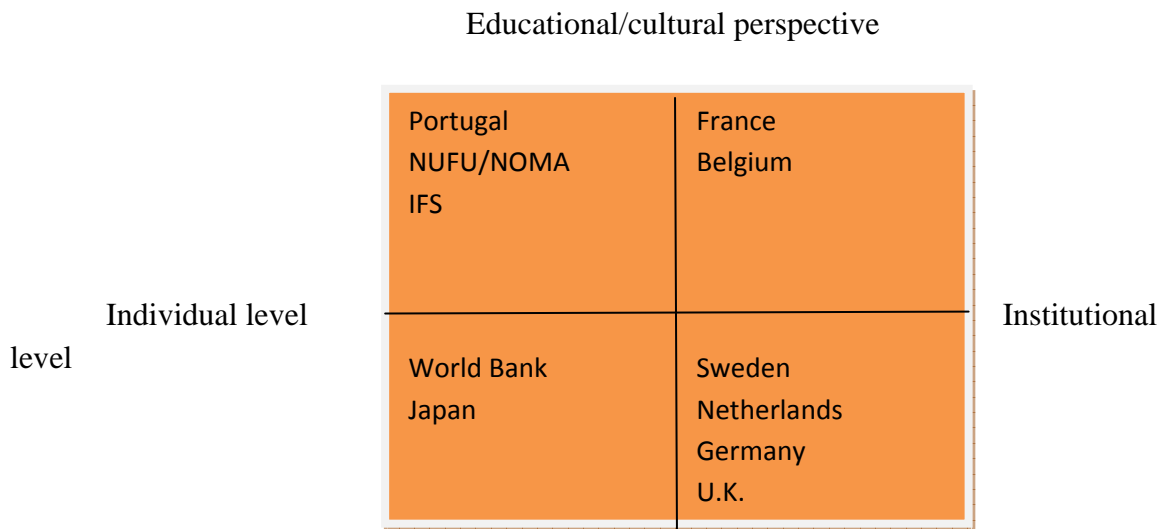 Educational/cultural perspective
Portugal
NUFU/NOMA
IFS
France
Belgium
Individual level
Institutional
level
World Bank
Japan
Sweden
Netherlands
Germany
U.K.